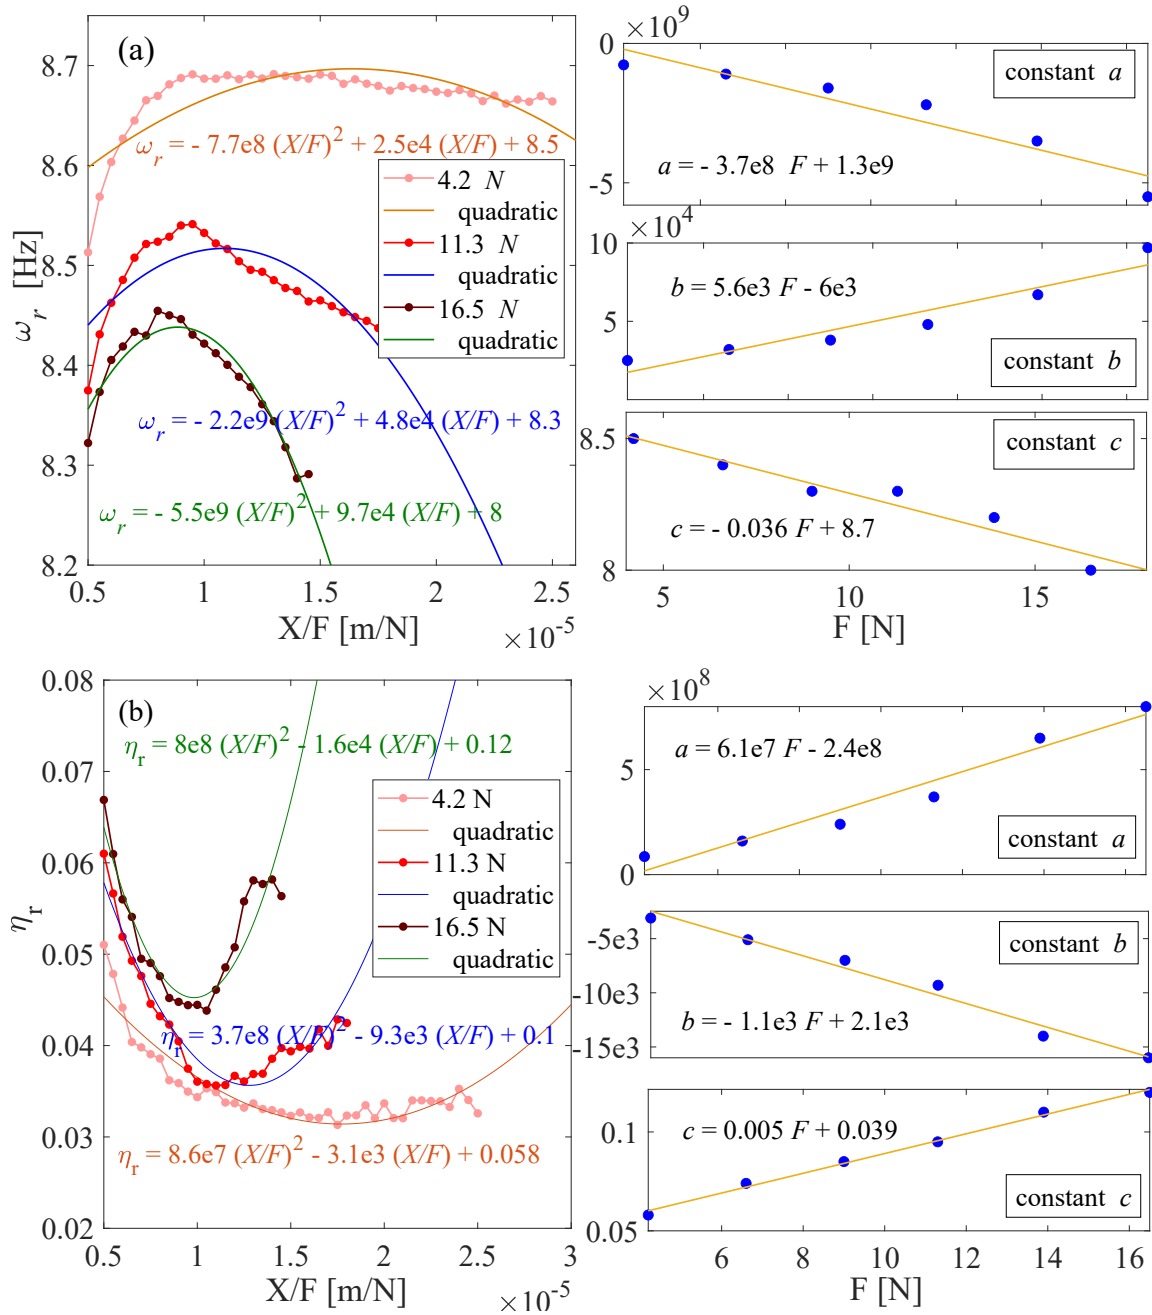 (a)
8.7
8.6
8.5
8.4
8.3
8.2
ω_r [Hz]
ω_r = - 7.7e8 (X/F)^2 + 2.5e4 (X/F) + 8.5
4.2 N
quadratic
11.3 N
quadratic
16.5 N
quadratic
ω_r = - 2.2e9 (X/F)^2 + 4.8e4 (X/F) + 8.3
ω_r = - 5.5e9 (X/F)^2 + 9.7e4 (X/F) + 8
0.5 1 1.5 2 2.5
X/F [m/N]
×10^-5
×10^9
0
-5
constant a
a = - 3.7e8 F + 1.3e9
×10^4
10
5
b = 5.6e3 F - 6e3
constant b
8.5
8
constant c
c = - 0.036 F + 8.7
5 10 15
F [N]
(b)
0.08
0.07
0.06
0.05
0.04
0.03
0.02
η_r
η_r = 8e8 (X/F)^2 - 1.6e4 (X/F) + 0.12
4.2 N
quadratic
11.3 N
quadratic
16.5 N
quadratic
η_r = 3.7e8 (X/F)^2 - 9.3e3 (X/F) + 0.1
η_r = 8.6e7 (X/F)^2 - 3.1e3 (X/F) + 0.058
0.5 1 1.5 2 2.5 3
X/F [m/N]
×10^-5
×10^8
5
0
a = 6.1e7 F - 2.4e8
constant a
-5e3
-10e3
-15e3
constant b
b = - 1.1e3 F + 2.1e3
0.1
0.05
c = 0.005 F + 0.039
constant c
6 8 10 12 14 16
F [N]